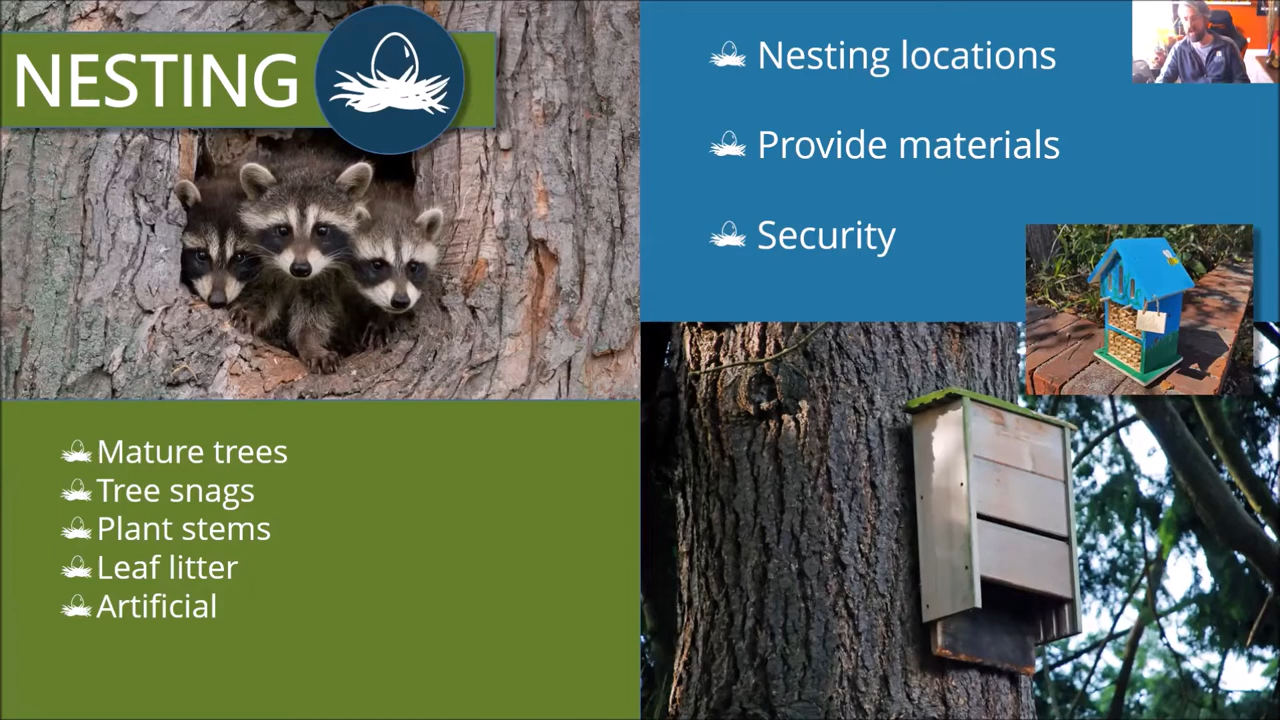 NESTING
Nesting locations
Provide materials
Security
Mature trees
Tree snags
Plant stems
Leaf litter
Artificial